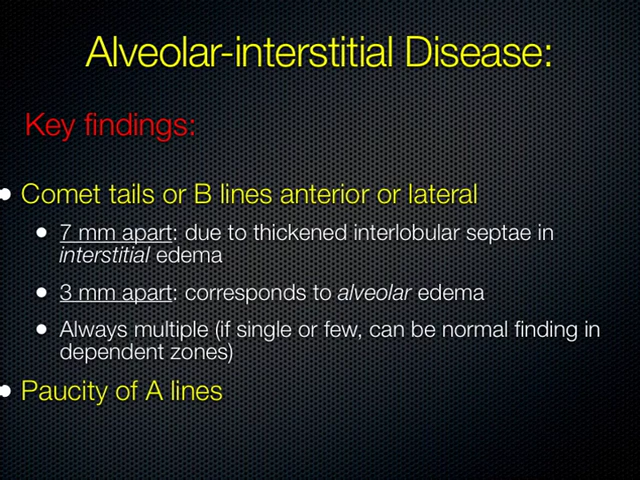 Alveolar-interstitial Disease:
Key findings:
• Comet tails or B lines anterior or lateral
• 7 mm apart: due to thickened interlobular septae in
interstitial edema
• 3 mm apart: corresponds to alveolar edema
• Always multiple (if single or few, can be normal finding in
dependent zones)
• Paucity of A lines